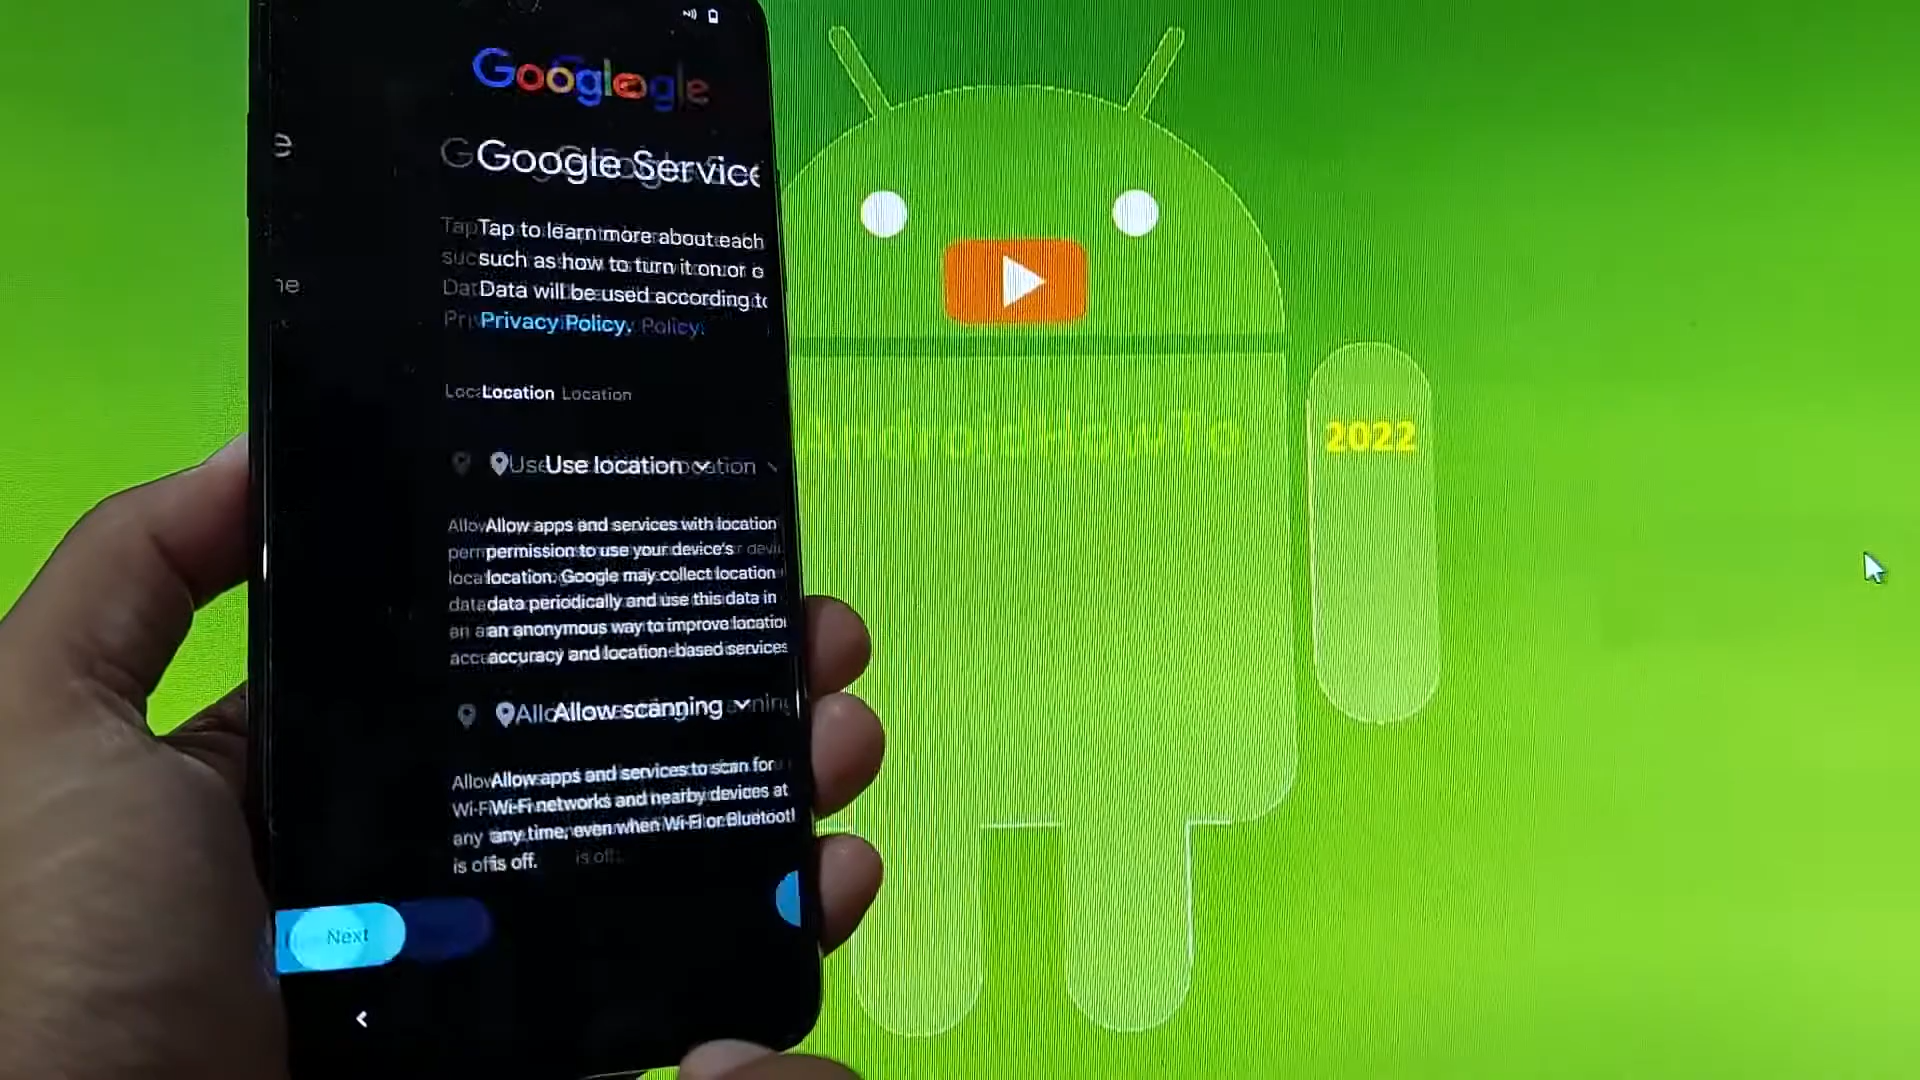 Google
Google Servic
Tap to learn more about each
such as how to turn it on or o
Data will be used according to
Privacy Policy.
Location
Use location
Allow apps and services with location
permission to use your device's
location. Google may collect location
data periodically and use this data in
an anonymous way to improve locatio
accuracy and location-based services
Allow scanning
Allow apps and services to scan for
Wi-Fi networks and nearby devices at
any time, even when Wi-Fi or Bluetooth
is off.
Next
AndroidHowTo
2022